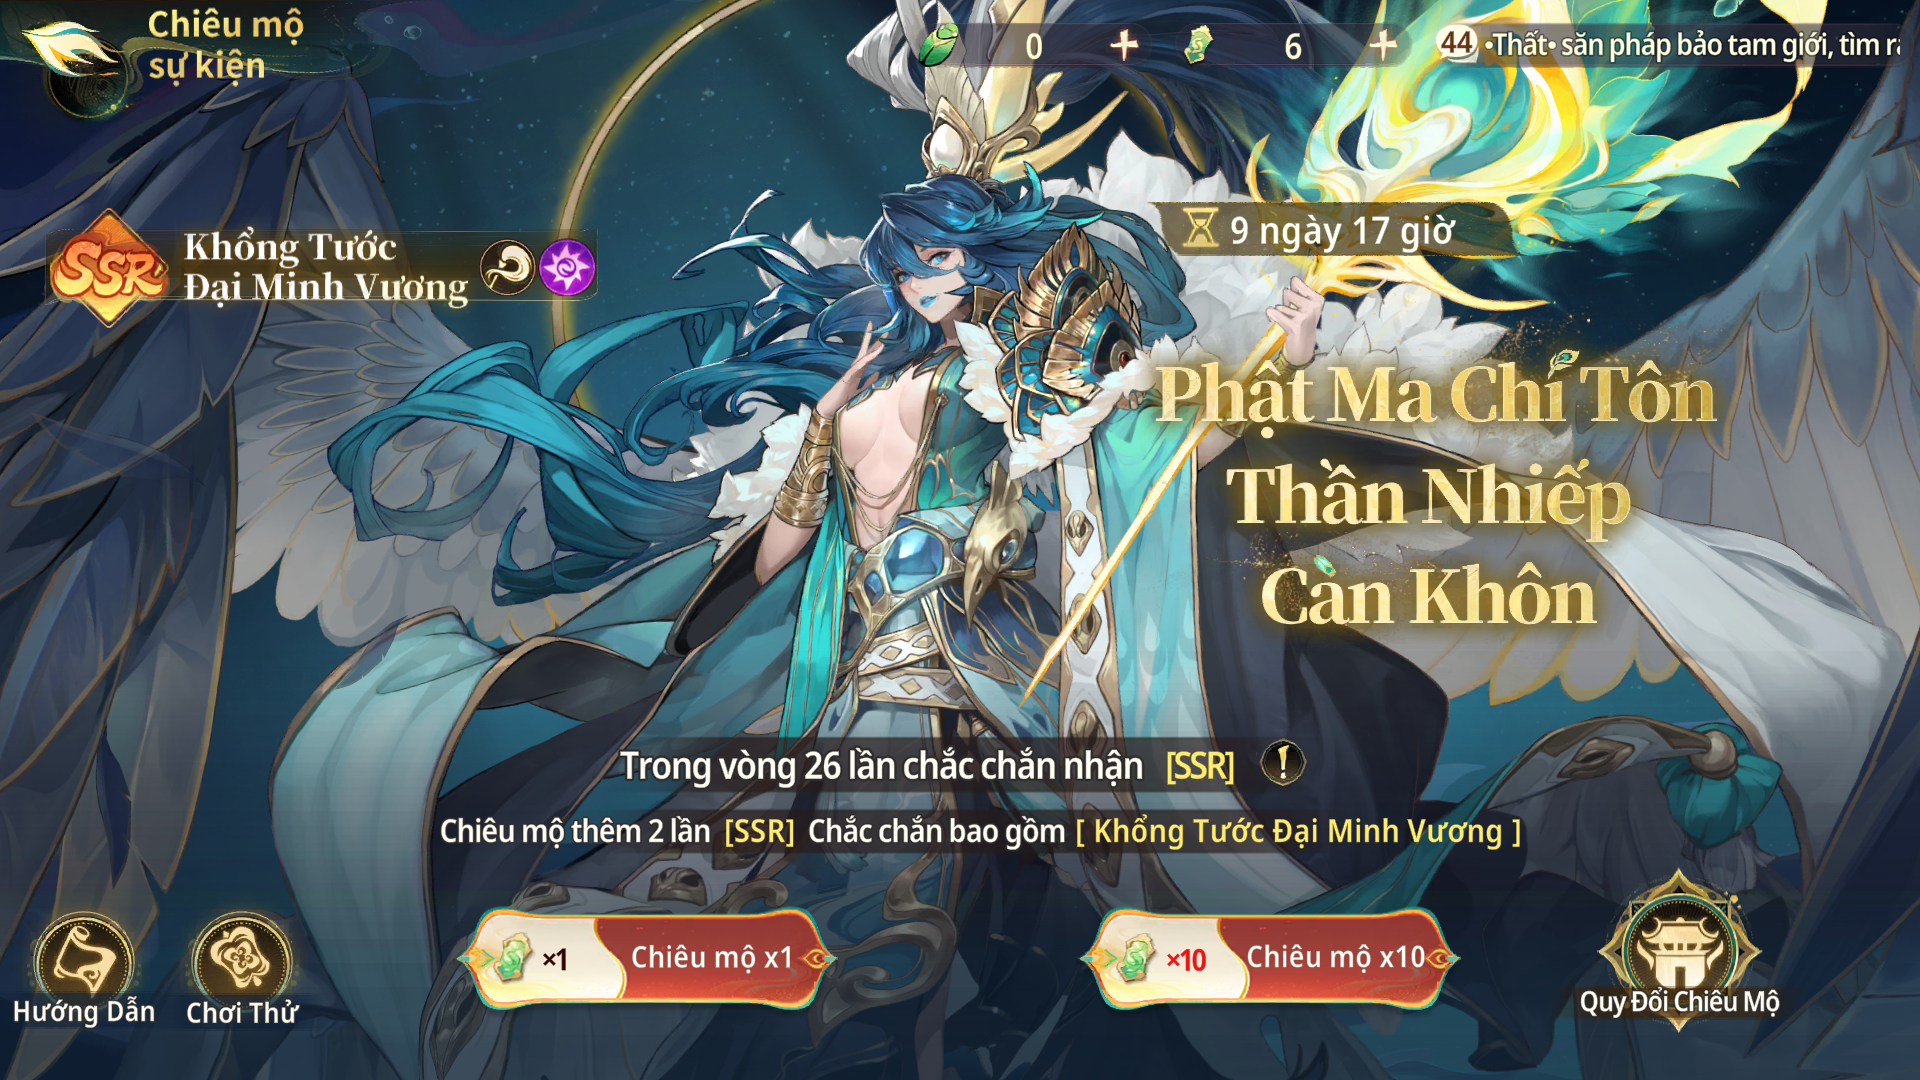 Chiêu mộ
sự kiện
0
6
44 •Thất• săn pháp bảo tam giới, tìm
SSR
Khổng Tước
Đại Minh Vương
9 ngày 17 giờ
Phật Ma Chí Tôn
Thần Nhiếp
Càn Khôn
Trong vòng 26 lần chắc chắn nhận [SSR]
Chiêu mộ thêm 2 lần [SSR] Chắc chắn bao gồm [ Khổng Tước Đại Minh Vương ]
×1 Chiêu mộ x1
×10 Chiêu mộ x10
Hướng Dẫn
Chơi Thử
Quy Đổi Chiêu Mộ